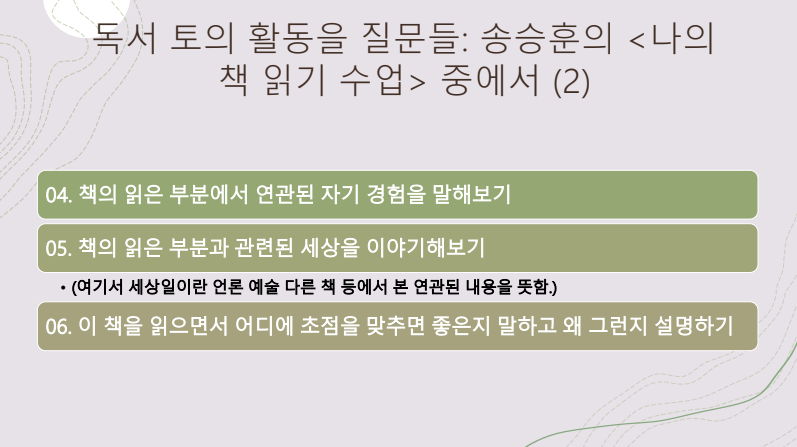 독서 토의 활동을 질문들: 송승훈의 <나의
책 읽기 수업> 중에서 (2)
04. 책의 읽은 부분에서 연관된 자기 경험을 말해보기
05. 책의 읽은 부분과 관련된 세상을 이야기해보기
• (여기서 세상일이란 언론 예술 다른 책 등에서 본 연관된 내용을 뜻함.)
06. 이 책을 읽으면서 어디에 초점을 맞추면 좋은지 말하고 왜 그런지 설명하기